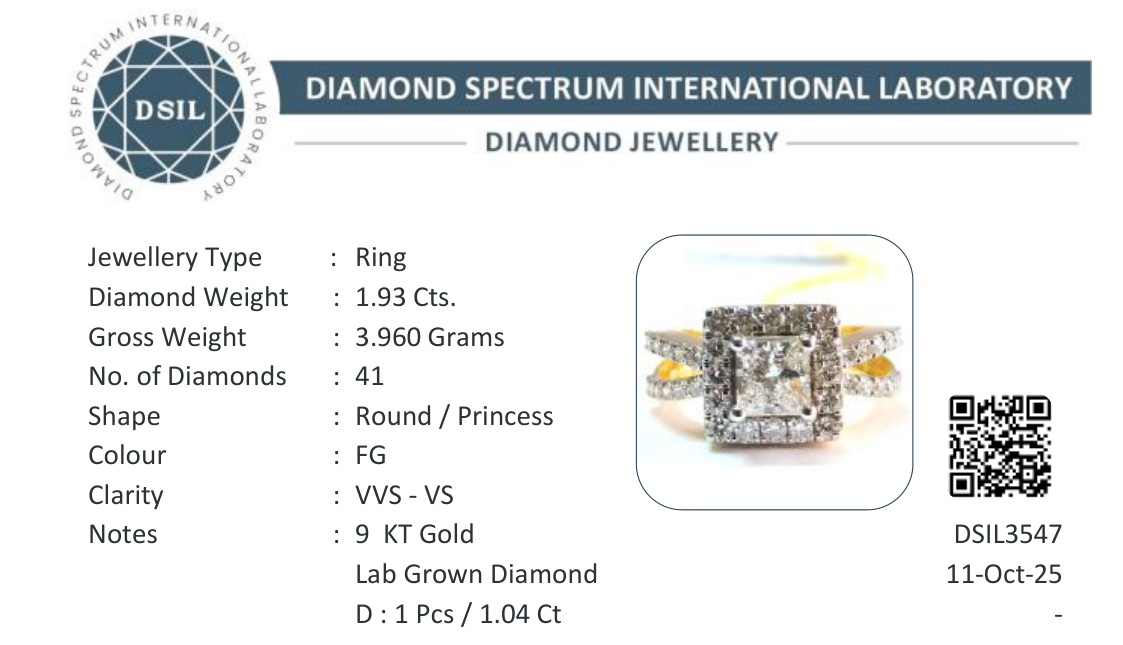 DIAMOND SPECTRUM INTERNATIONAL LABORATORY
DSIL
DIAMOND SPECTRUM INTERNATIONAL LABORATORY
DIAMOND JEWELLERY
Jewellery Type : Ring
Diamond Weight : 1.93 Cts.
Gross Weight : 3.960 Grams
No. of Diamonds : 41
Shape : Round / Princess
Colour : FG
Clarity : VVS - VS
Notes : 9 KT Gold
Lab Grown Diamond
D : 1 Pcs / 1.04 Ct
DSIL3547
11-Oct-25
-